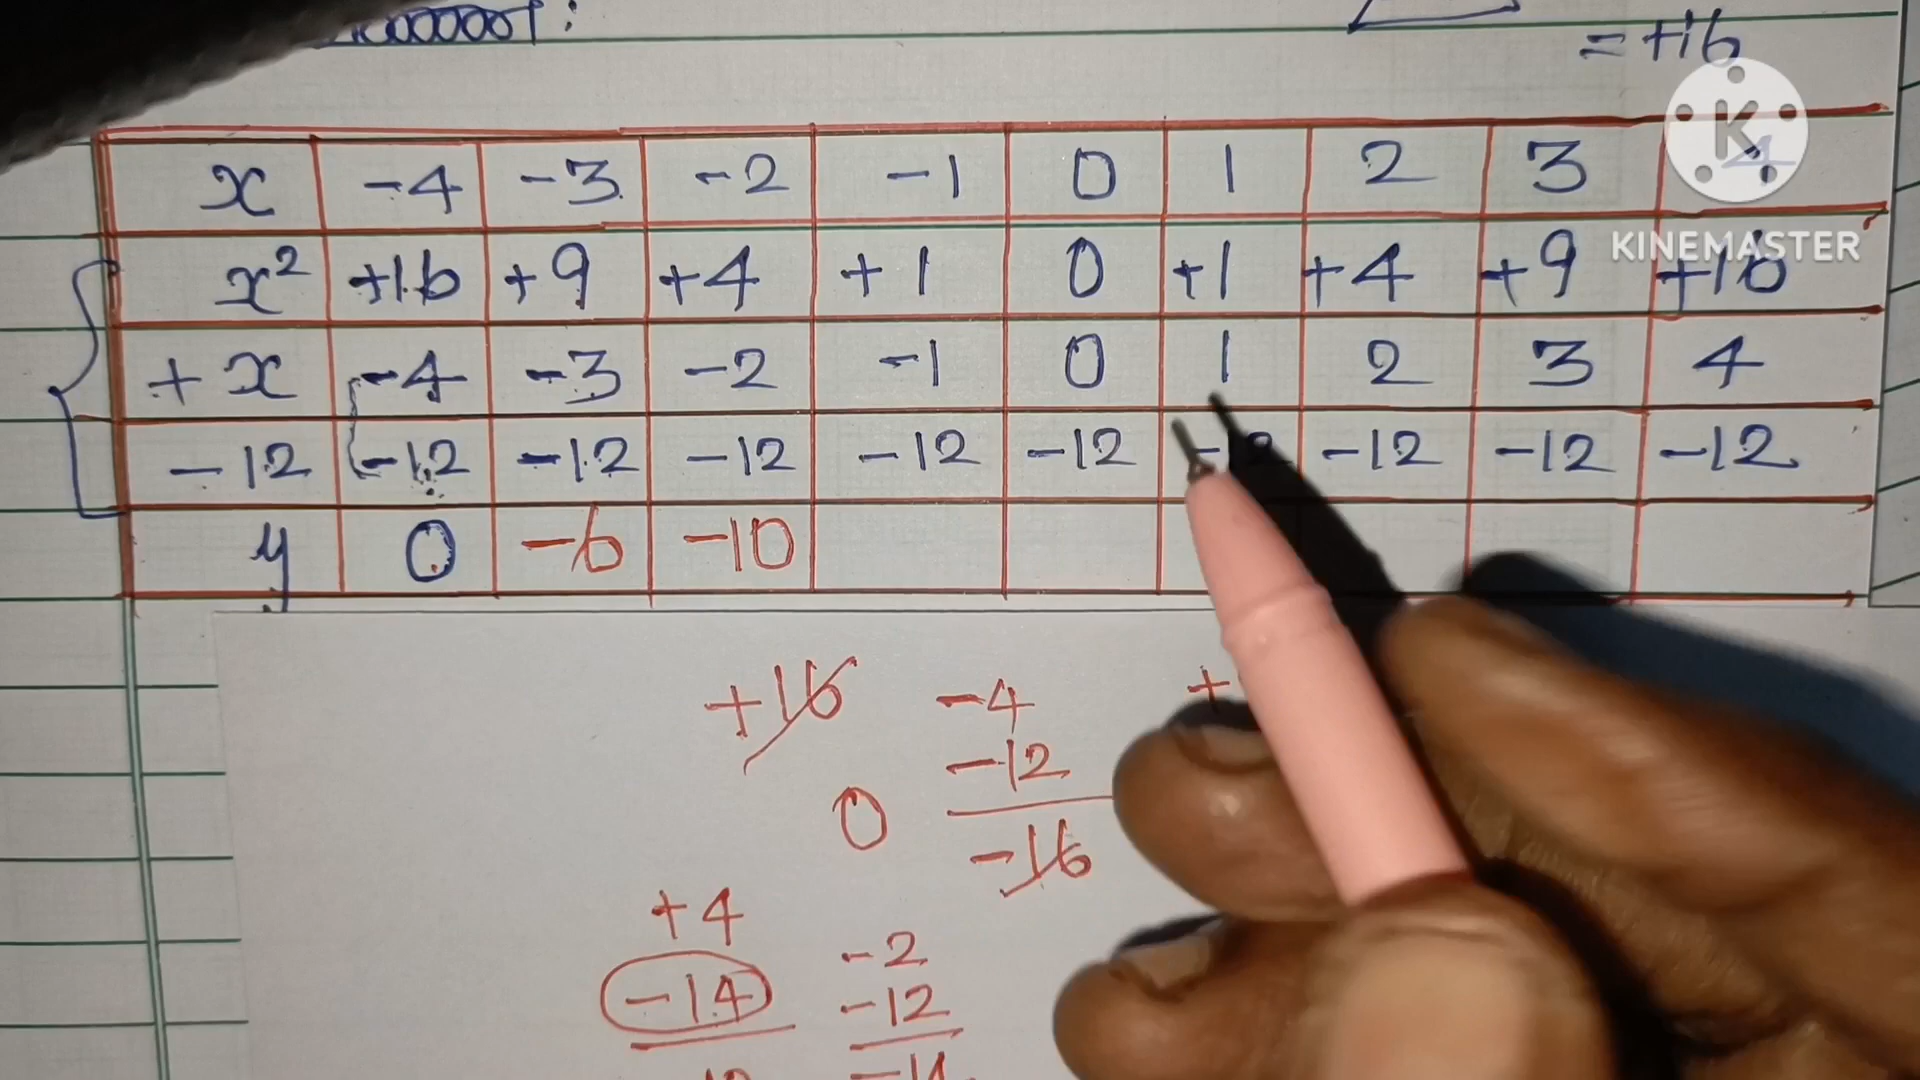 = +16
x -4 -3 -2 -1 0 1 2 3 4
x² +16 +9 +4 +1 0 +1 +4 +9 +16
+x -4 -3 -2 -1 0 1 2 3 4
-12 -12 -12 -12 -12 -12 -12 -12 -12 -12
y 0 -6 -10
K
KINEMASTER
+16 -4 +
-12
0
-16
+4
-2
-14 -12